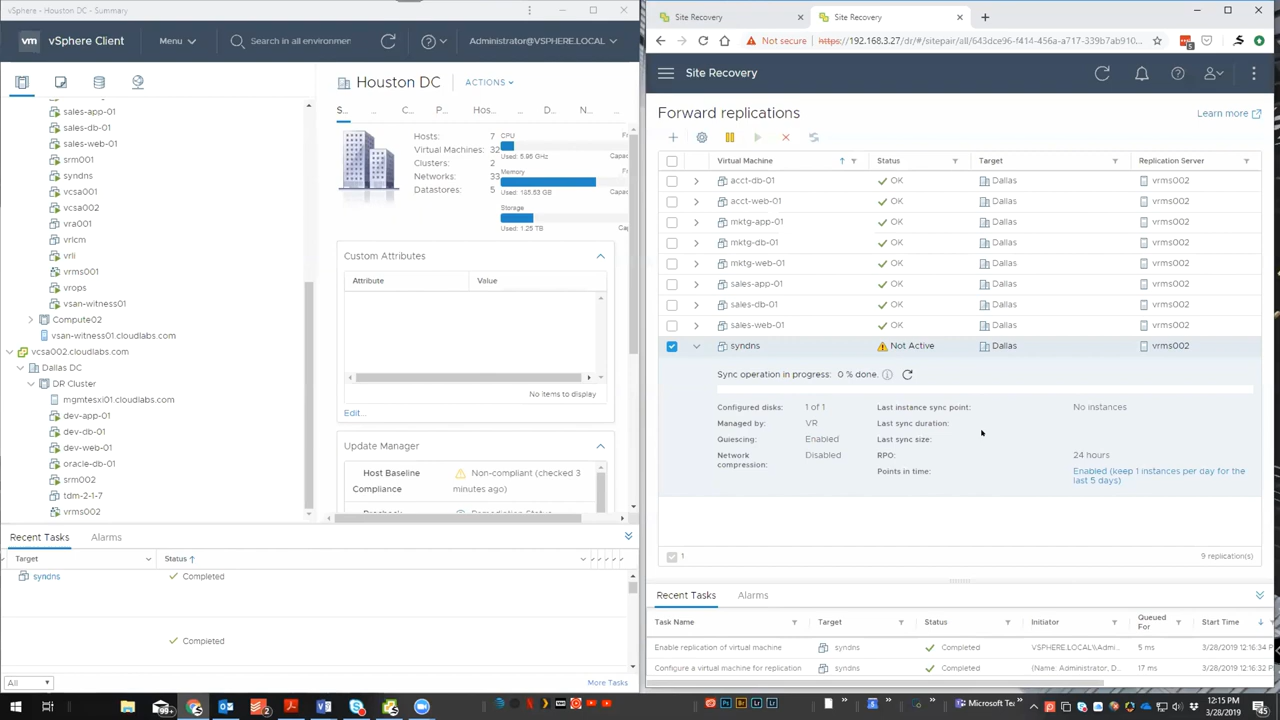 vSphere - Houston DC - Summary
vm vSphere Client Menu Search in all environmen Administrator@VSPHERE.LOCAL
sales-app-01
sales-db-01
sales-web-01
srm001
syndns
vcsa001
vcsa002
vra001
vrlcm
vrli
vrms001
vrops
vsan-witness01
Compute02
vsan-witness01.cloudlabs.com
vcsa002.cloudlabs.com
Dallas DC
DR Cluster
mgmtesxi01.cloudlabs.com
dev-app-01
dev-db-01
dev-web-01
oracle-db-01
srm002
tdm-2-1-7
vrms002
Houston DC ACTIONS
S... ... C... P... Hos... ... D... N... ...
Hosts: 7
Virtual Machines: 32
Clusters: 2
Networks: 33
Datastores: 5
CPU
Used: 5.95 GHz
Memory
Used: 185.53 GB
Storage
Used: 1.25 TB
Custom Attributes
Attribute Value
No items to display
Edit...
Update Manager
Host Baseline Compliance
Non-compliant (checked 3 minutes ago)
Recent Tasks Alarms
Target Status
syndns Completed
Completed
All More Tasks
Site Recovery Site Recovery
Not secure https://192.168.3.27/dr/#/sitepair/all/643dce96-f414-456a-a717-339b7ab910...
Site Recovery
Forward replications Learn more
Virtual Machine Status Target Replication Server
acct-db-01 OK Dallas vrms002
acct-web-01 OK Dallas vrms002
mktg-app-01 OK Dallas vrms002
mktg-db-01 OK Dallas vrms002
mktg-web-01 OK Dallas vrms002
sales-app-01 OK Dallas vrms002
sales-db-01 OK Dallas vrms002
sales-web-01 OK Dallas vrms002
syndns Not Active Dallas vrms002
Sync operation in progress: 0 % done.
Configured disks: 1 of 1
Managed by: VR
Quiescing: Enabled
Network compression: Disabled
Last instance sync point: No instances
Last sync duration:
Last sync size:
RPO: 24 hours
Points in time: Enabled (keep 1 instances per day for the
last 5 days)
1 9 replication(s)
Recent Tasks Alarms
Task Name Target Status Initiator Queued For Start Time
Enable replication of virtual machine syndns Completed VSPHERE.LOCAL\\Admi... 5 ms 3/28/2019 12:16:34 P
Configure a virtual machine for replication syndns Completed (Name, Administrator, D... 17 ms 3/28/2019 12:16:32 P
99+ Microsoft Te 12:15 PM
3/28/2019 45